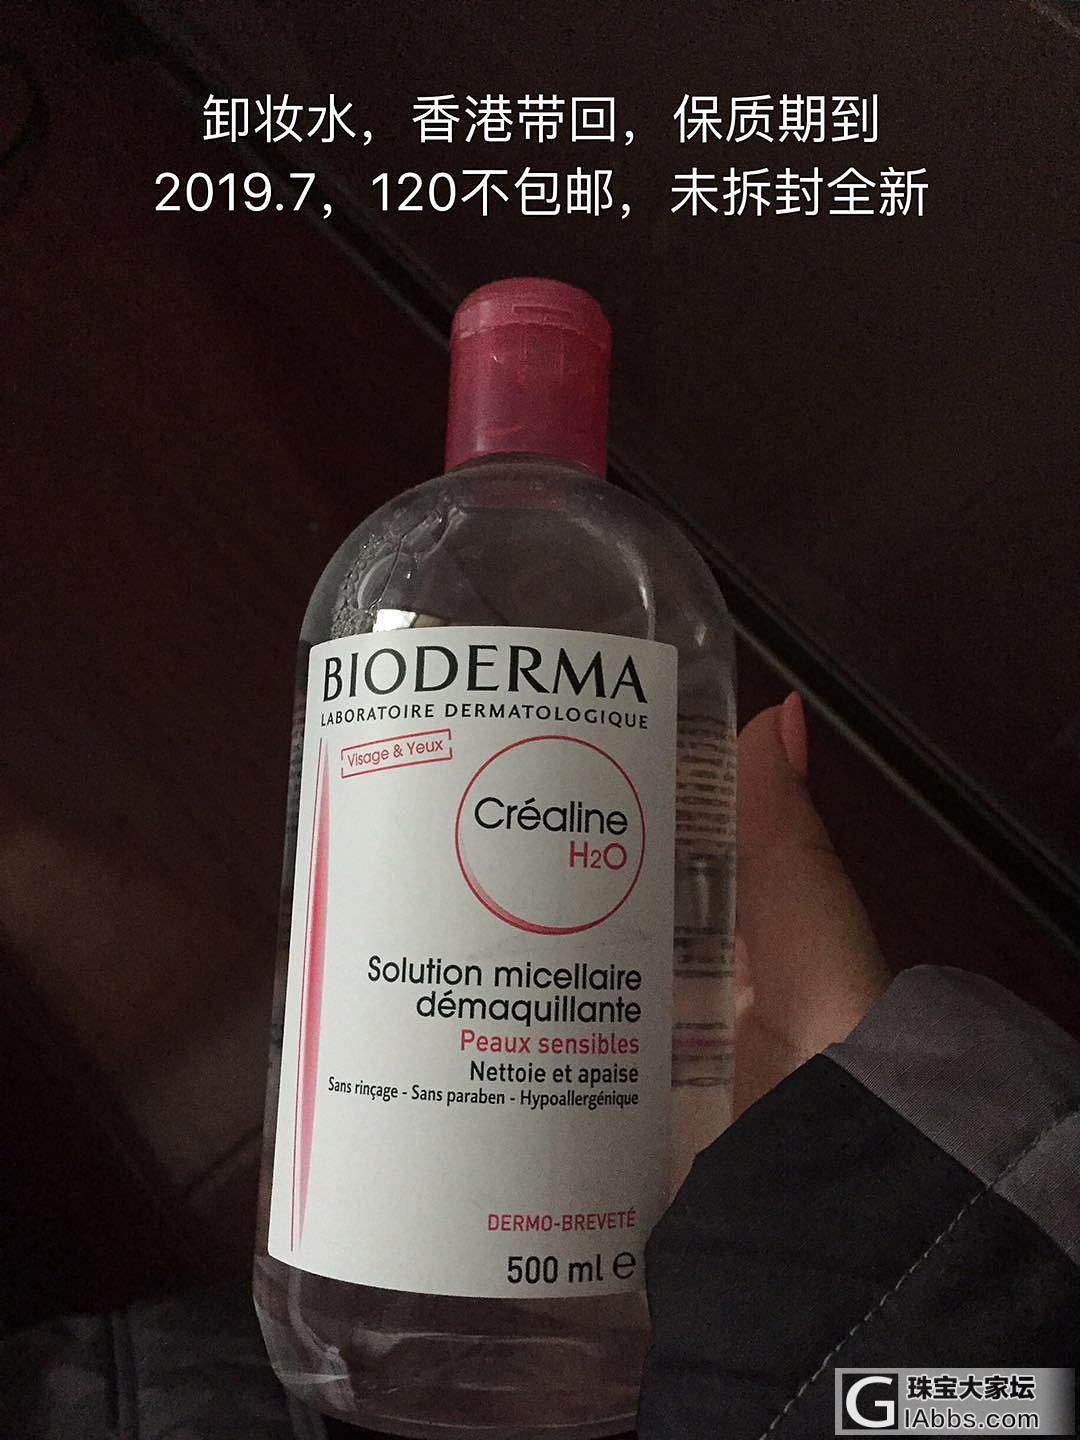 卸妆水，香港带回，保质期到
2019.7，120不包邮，未拆封全新
BIODERMA
LABORATOIRE DERMATOLOGIQUE
Visage & Yeux
Créaline
H2O
Solution micellaire
démaquillante
Peaux sensibles
Nettoie et apaise
Sans rinçage - Sans paraben - Hypoallergénique
DERMO-BREVETÉ
500 ml e
珠宝大家坛
GIAbbs.com